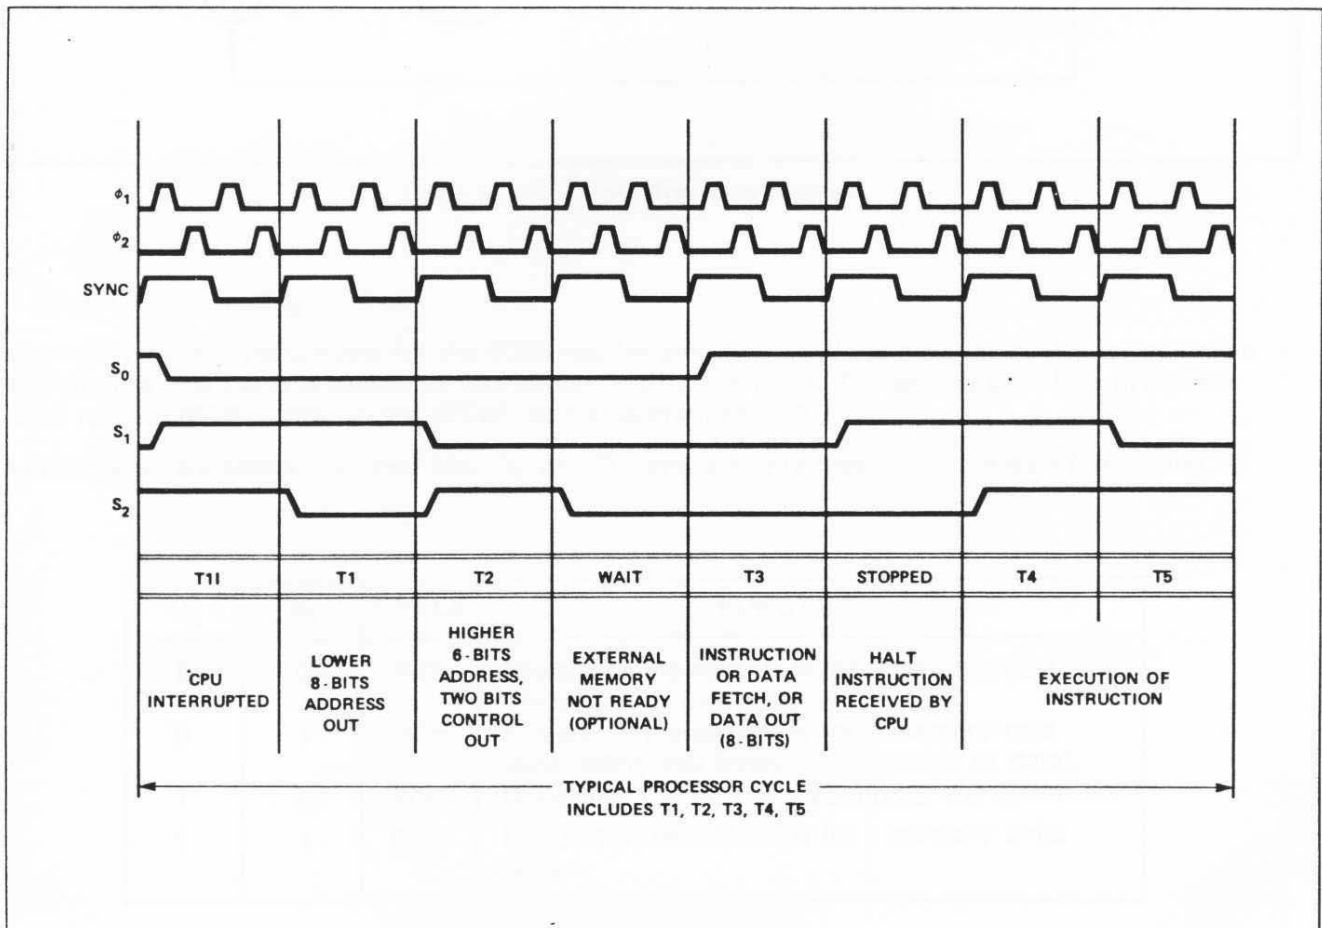 φ1
φ2
SYNC
S0
S1
S2
T1I T1 T2 WAIT T3 STOPPED T4 T5
CPU
INTERRUPTED
LOWER
8-BITS
ADDRESS
OUT
HIGHER
6-BITS
ADDRESS,
TWO BITS
CONTROL
OUT
EXTERNAL
MEMORY
NOT READY
(OPTIONAL)
INSTRUCTION
OR DATA
FETCH, OR
DATA OUT
(8-BITS)
HALT
INSTRUCTION
RECEIVED BY
CPU
EXECUTION OF
INSTRUCTION
TYPICAL PROCESSOR CYCLE
INCLUDES T1, T2, T3, T4, T5